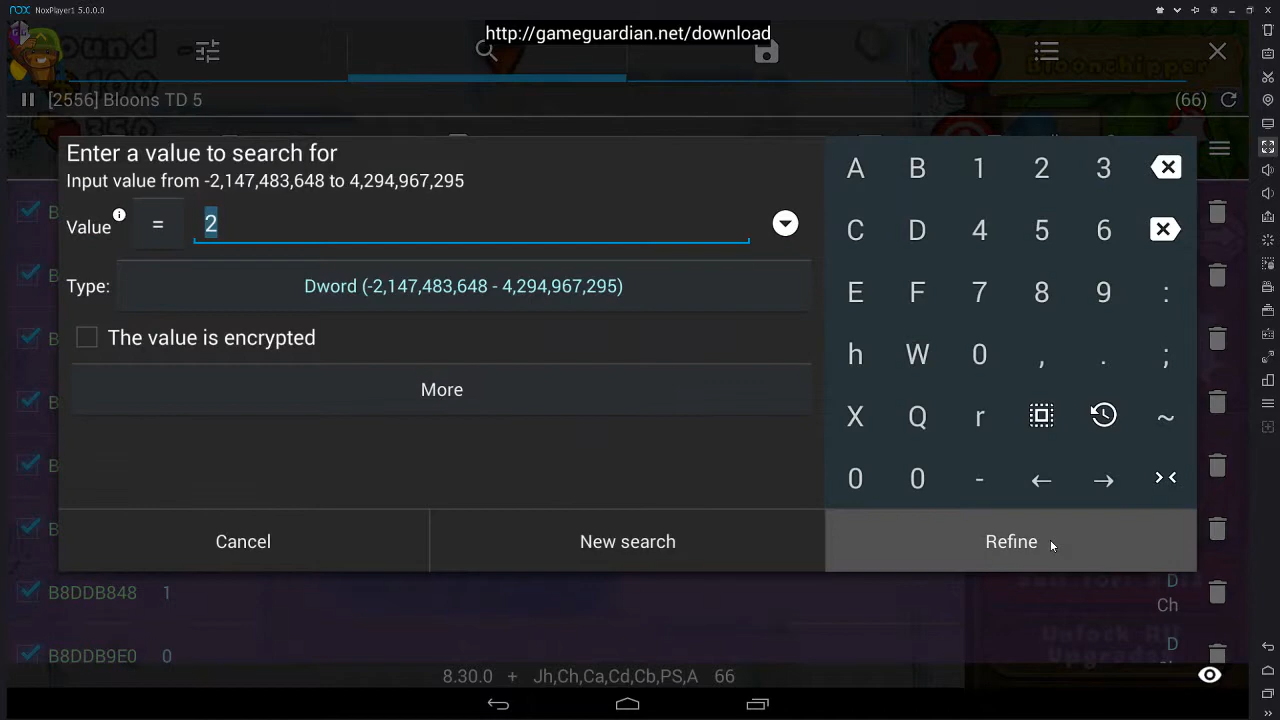 nox NoxPlayer1 5.0.0.0
http://gameguardian.net/download
[2556] Bloons TD 5
(66)
Enter a value to search for
Input value from -2,147,483,648 to 4,294,967,295
Value = 2
Type: Dword (-2,147,483,648 - 4,294,967,295)
The value is encrypted
More
Cancel New search Refine
A B 1 2 3
C D 4 5 6
E F 7 8 9 :
h W 0 , . ;
X Q r ~
0 0 - ← →
B8DDB848 1 D
Ch
B8DDB9E0 0 D
Unlock All
8.30.0 + Jh,Ch,Ca,Cd,Cb,PS,A 66